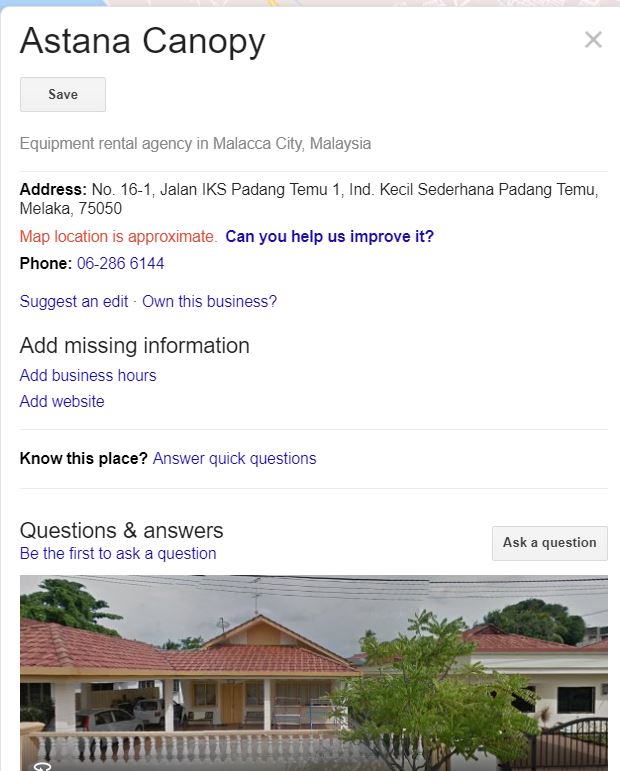 Astana Canopy
Save
Equipment rental agency in Malacca City, Malaysia
Address: No. 16-1, Jalan IKS Padang Temu 1, Ind. Kecil Sederhana Padang Temu,
Melaka, 75050
Map location is approximate. Can you help us improve it?
Phone: 06-286 6144
Suggest an edit · Own this business?
Add missing information
Add business hours
Add website
Know this place? Answer quick questions
Questions & answers
Be the first to ask a question
Ask a question